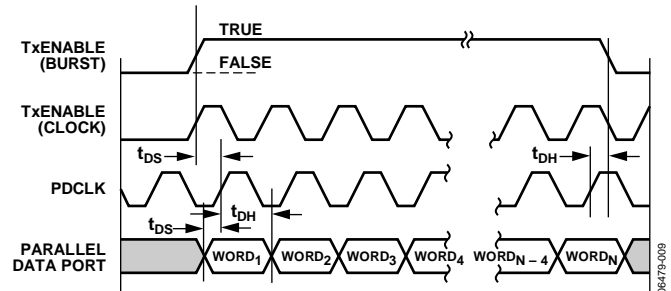 TxENABLE
(BURST)
TRUE
FALSE
TxENABLE
(CLOCK)
tDS
tDH
PDCLK
tDS
tDH
PARALLEL
DATA PORT
WORD1
WORD2
WORD3
WORD4
WORDN – 4
WORDN
06479-009